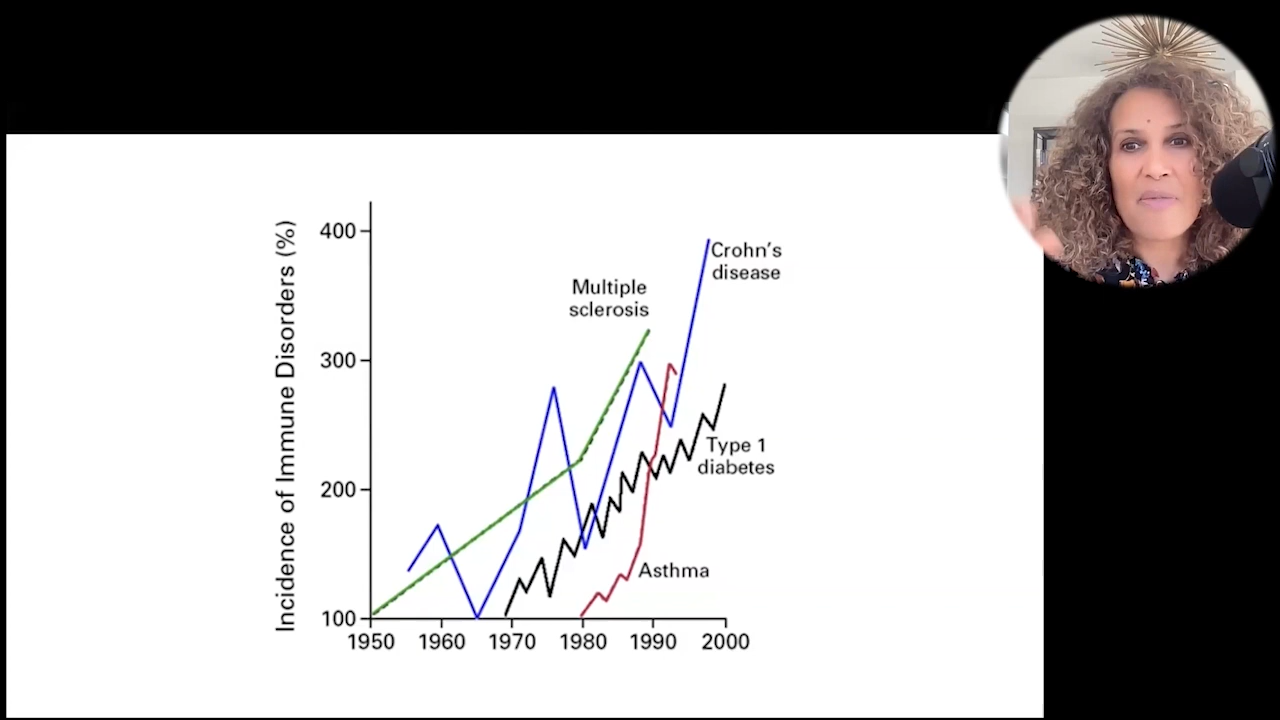 Incidence of Immune Disorders (%)
400
300
200
100
1950 1960 1970 1980 1990 2000
Multiple
sclerosis
Crohn's
disease
Type 1
diabetes
Asthma